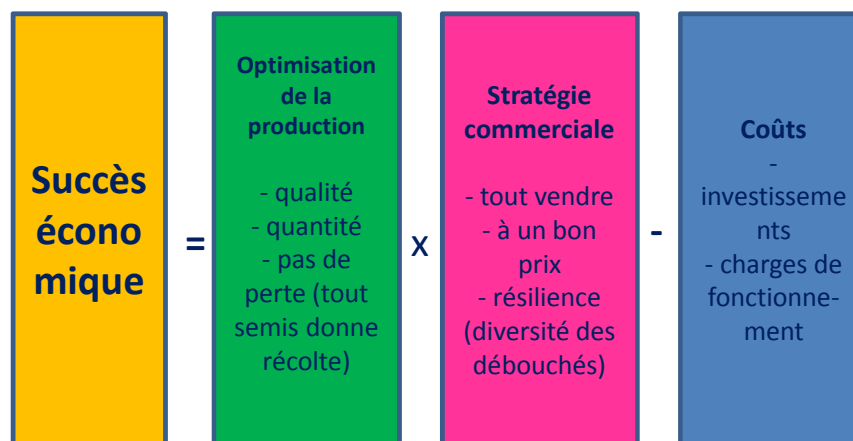 Succès
écono
mique
=
Optimisation
de la
production
- qualité
- quantité
- pas de
perte (tout
semis donne
récolte)
x
Stratégie
commerciale
- tout vendre
- à un bon
prix
- résilience
(diversité des
débouchés)
-
Coûts
-
investisseme
nts
- charges de
fonctionne-
ment